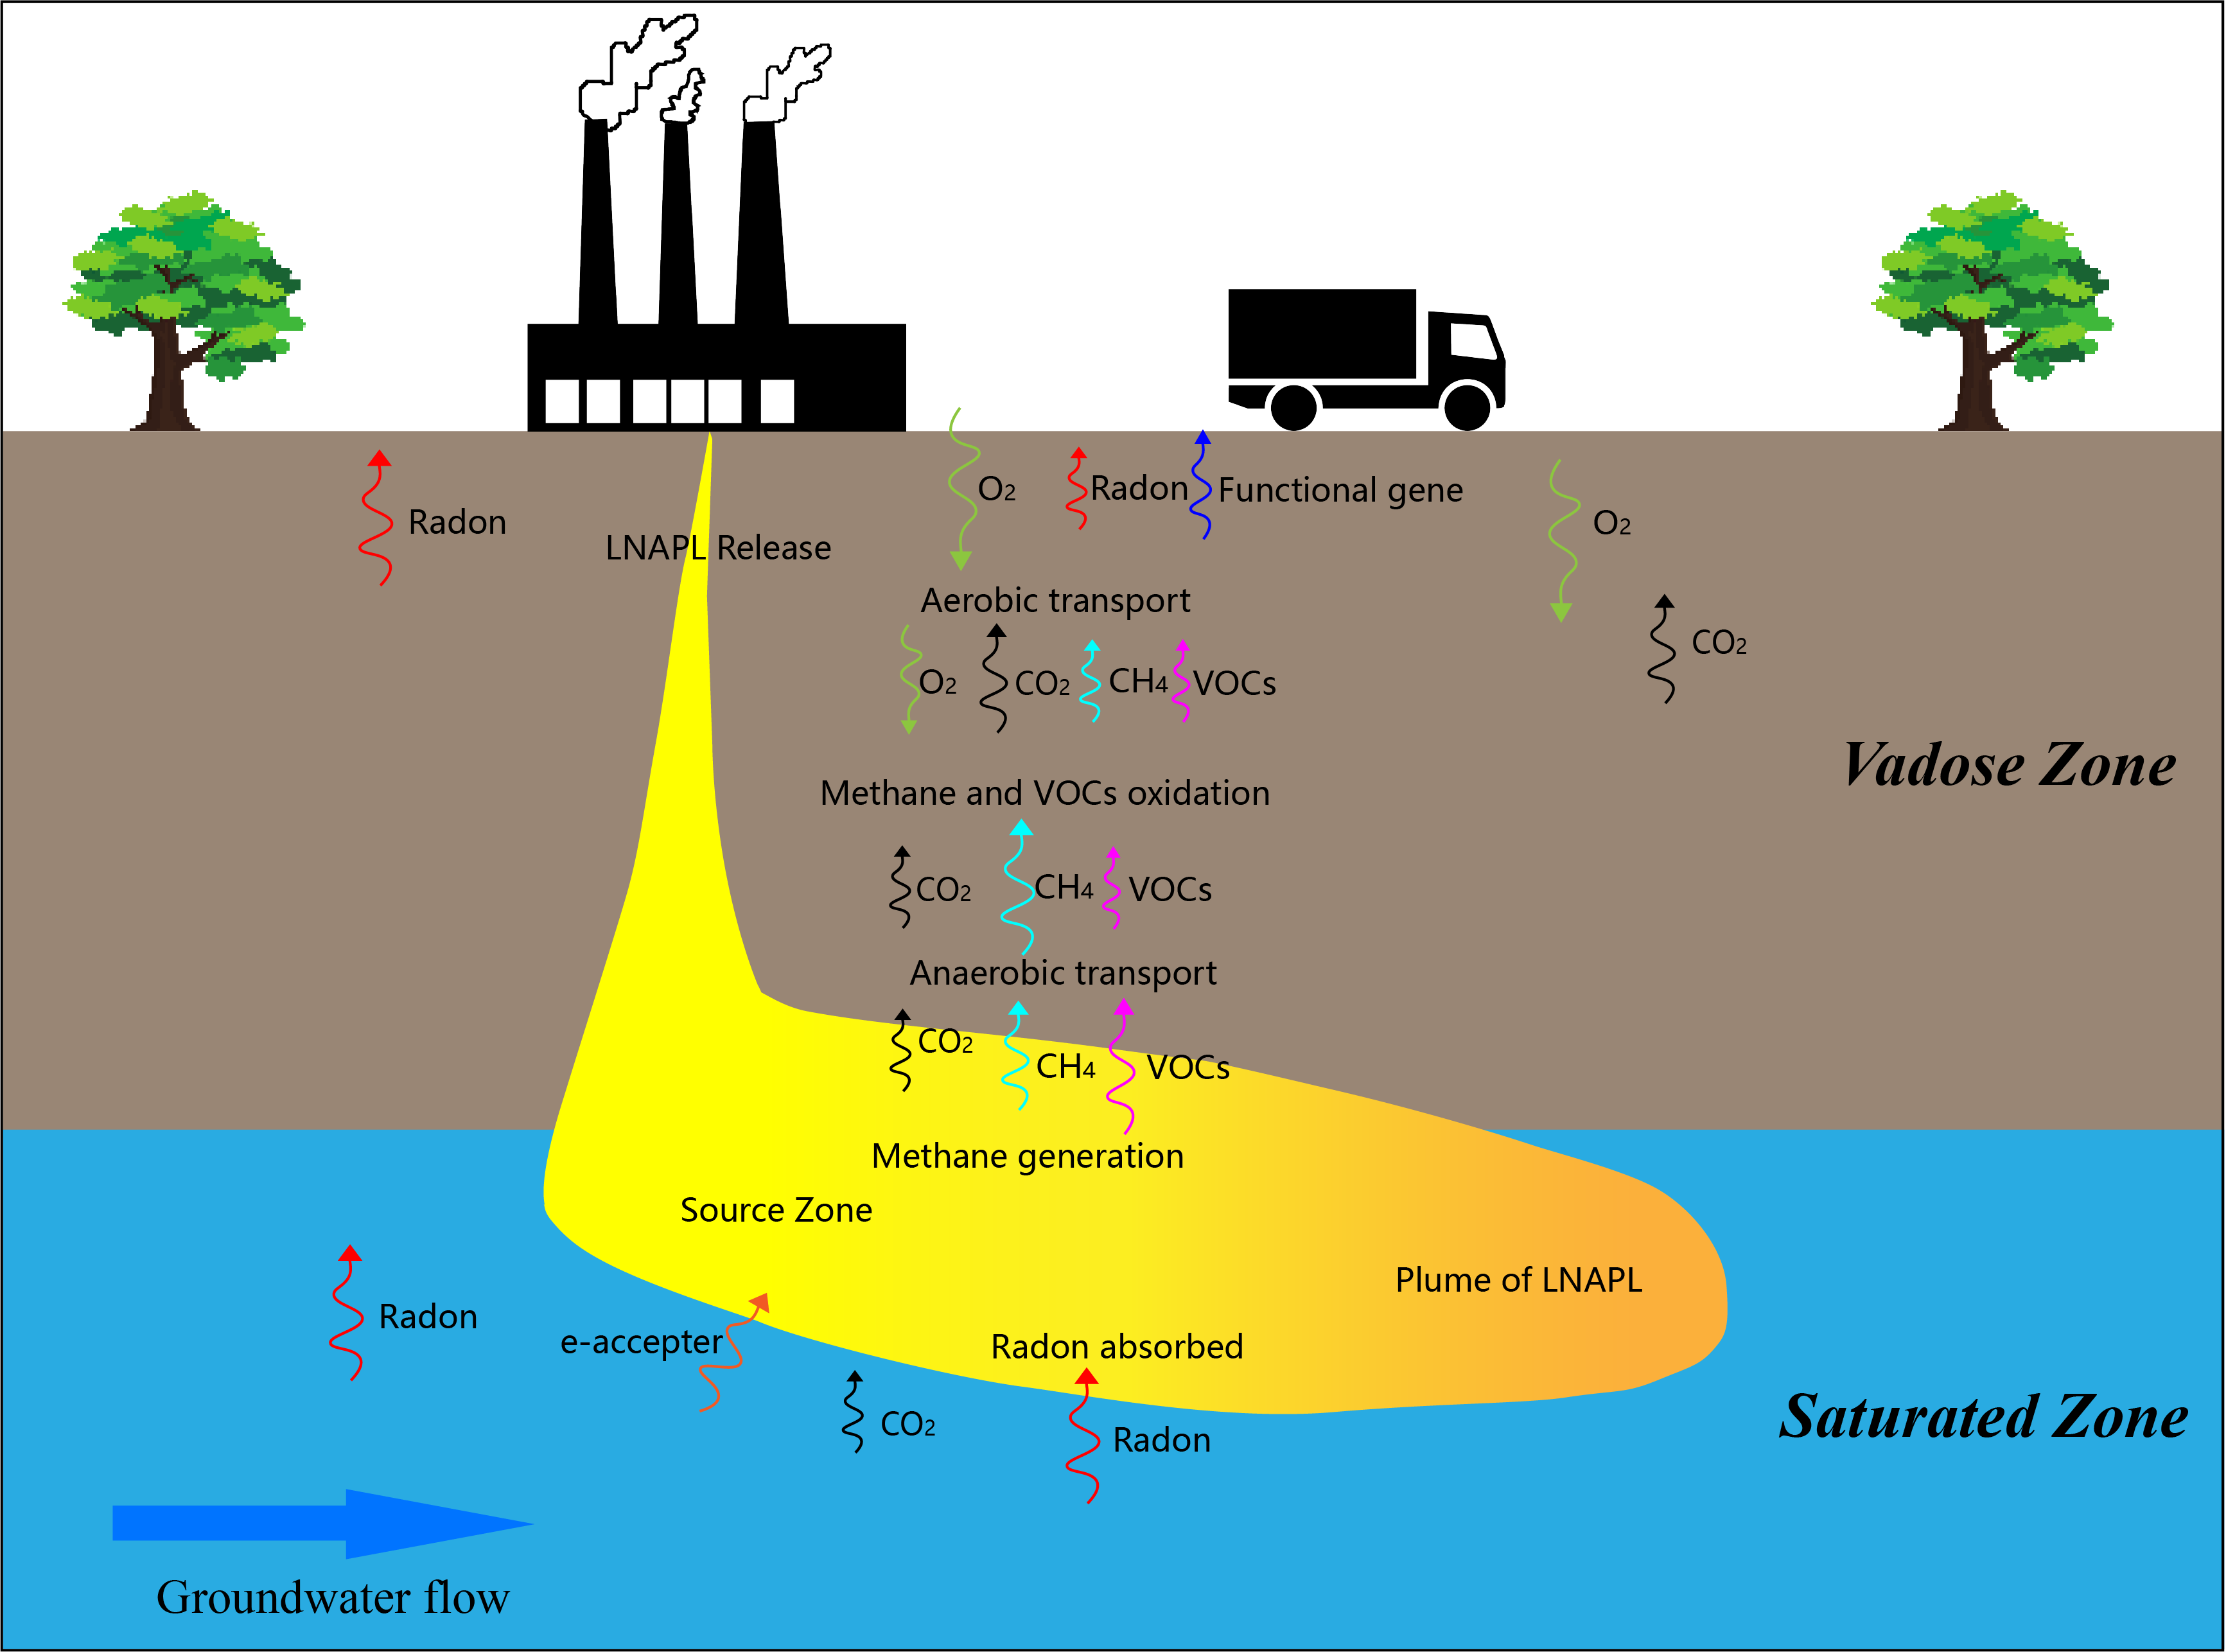 O2
Radon
Functional gene
Radon
O2
LNAPL Release
Aerobic transport
CO2
O2
CO2
CH4
VOCs
Vadose Zone
Methane and VOCs oxidation
CO2
CH4
VOCs
Anaerobic transport
CO2
CH4
VOCs
Methane generation
Source Zone
Plume of LNAPL
Radon
e-accepter
Radon absorbed
CO2
Radon
Saturated Zone
Groundwater flow